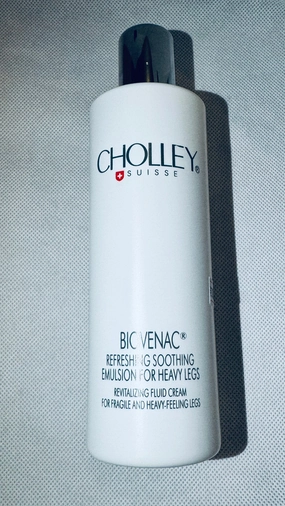 CHOLLEY®
SUISSE
BIOVENAC®
REFRESHING SOOTHING
EMULSION FOR HEAVY LEGS
REVITALIZING FLUID CREAM
FOR FRAGILE AND HEAVY-FEELING LEGS